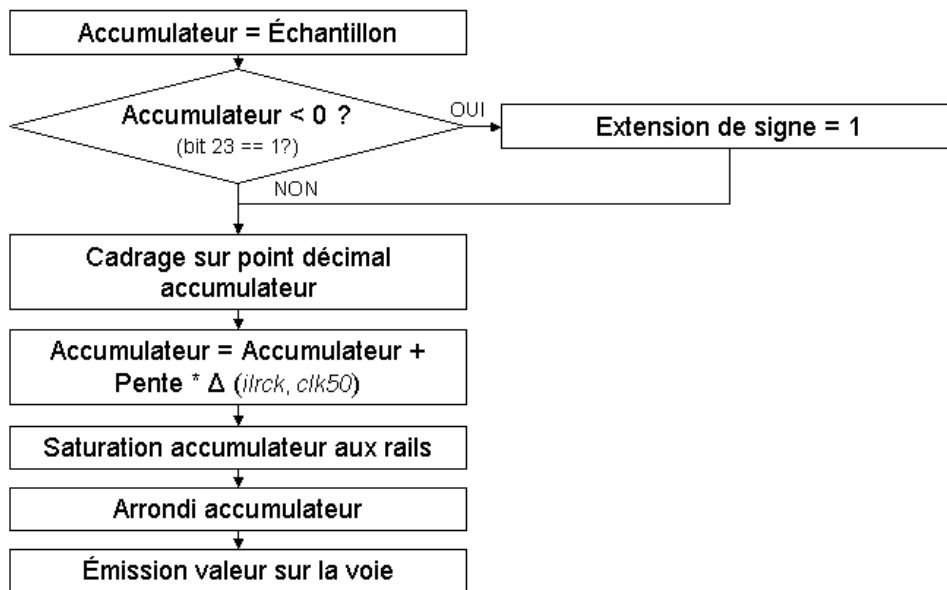 Accumulateur = Échantillon
Accumulateur < 0 ?
(bit 23 == 1?)
OUI
Extension de signe = 1
NON
Cadrage sur point décimal
accumulateur
Accumulateur = Accumulateur +
Pente * Δ (ilrck, clk50)
Saturation accumulateur aux rails
Arrondi accumulateur
Émission valeur sur la voie